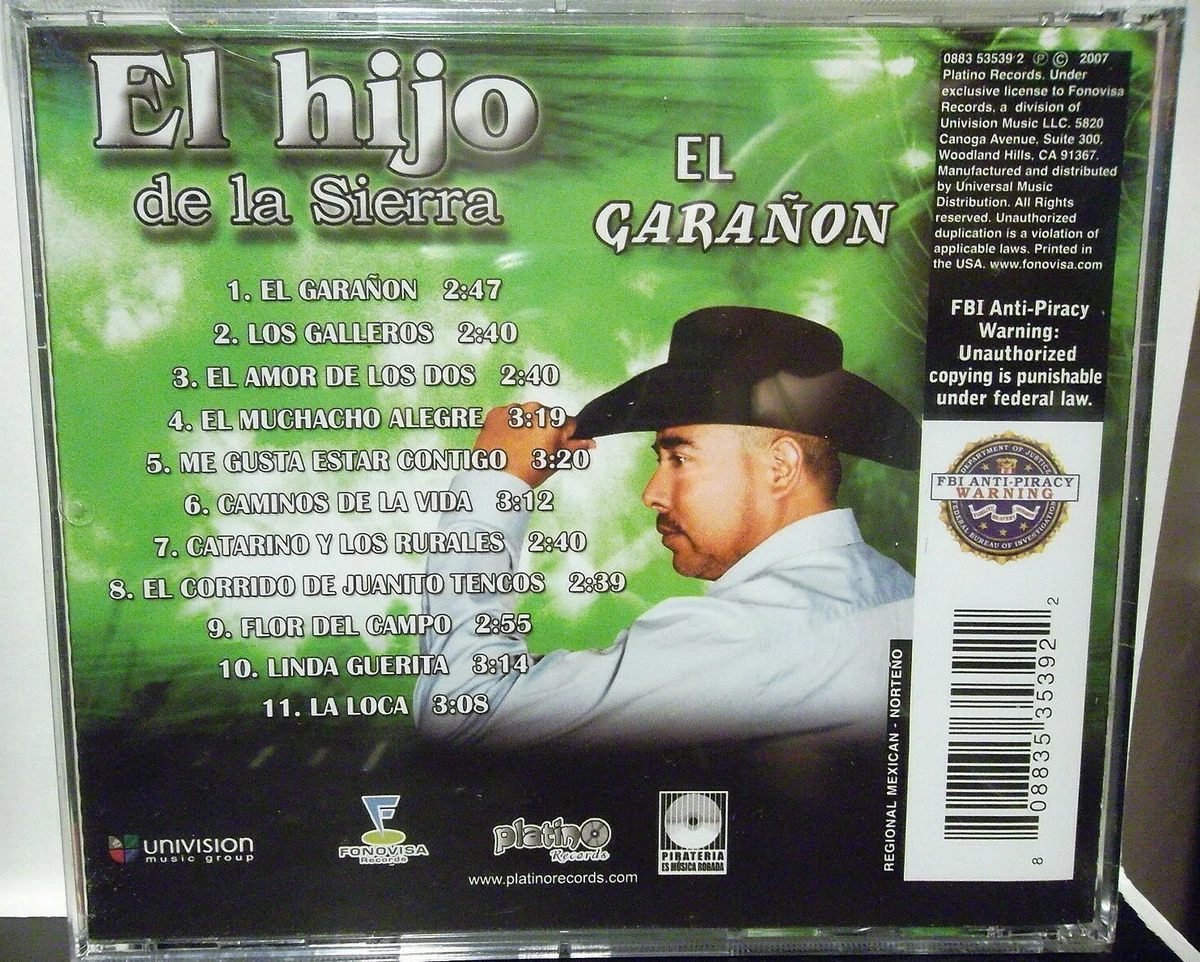 El hijo
de la Sierra
EL
GARAÑON
1. EL GARAÑON 2:47
2. LOS GALLEROS 2:40
3. EL AMOR DE LOS DOS 2:40
4. EL MUCHACHO ALEGRE 3:19
5. ME GUSTA ESTAR CONTIGO 3:20
6. CAMINOS DE LA VIDA 3:12
7. CATARINO Y LOS RURALES 2:40
8. EL CORRIDO DE JUANITO TENCOS 2:39
9. FLOR DEL CAMPO 2:55
10. LINDA GUERITA 3:14
11. LA LOCA 3:08
0883 53539 2 ℗ © 2007
Platino Records. Under
exclusive license to Fonovisa
Records, a division of
Univision Music LLC. 5820
Canoga Avenue, Suite 300,
Woodland Hills, CA 91367.
Manufactured and distributed
by Universal Music
Distribution. All Rights
reserved. Unauthorized
duplication is a violation of
applicable laws. Printed in
the USA. www.fonovisa.com
FBI Anti-Piracy
Warning:
Unauthorized
copying is punishable
under federal law.
DEPARTMENT OF JUSTICE
FBI ANTI-PIRACY
WARNING
FEDERAL BUREAU OF INVESTIGATION
8 08835 35392 2
REGIONAL MEXICAN - NORTEÑO
univision
music group
F
FONOVISA
Records
platino
Records
www.platinorecords.com
PIRATERIA
ES MÚSICA ROBADA